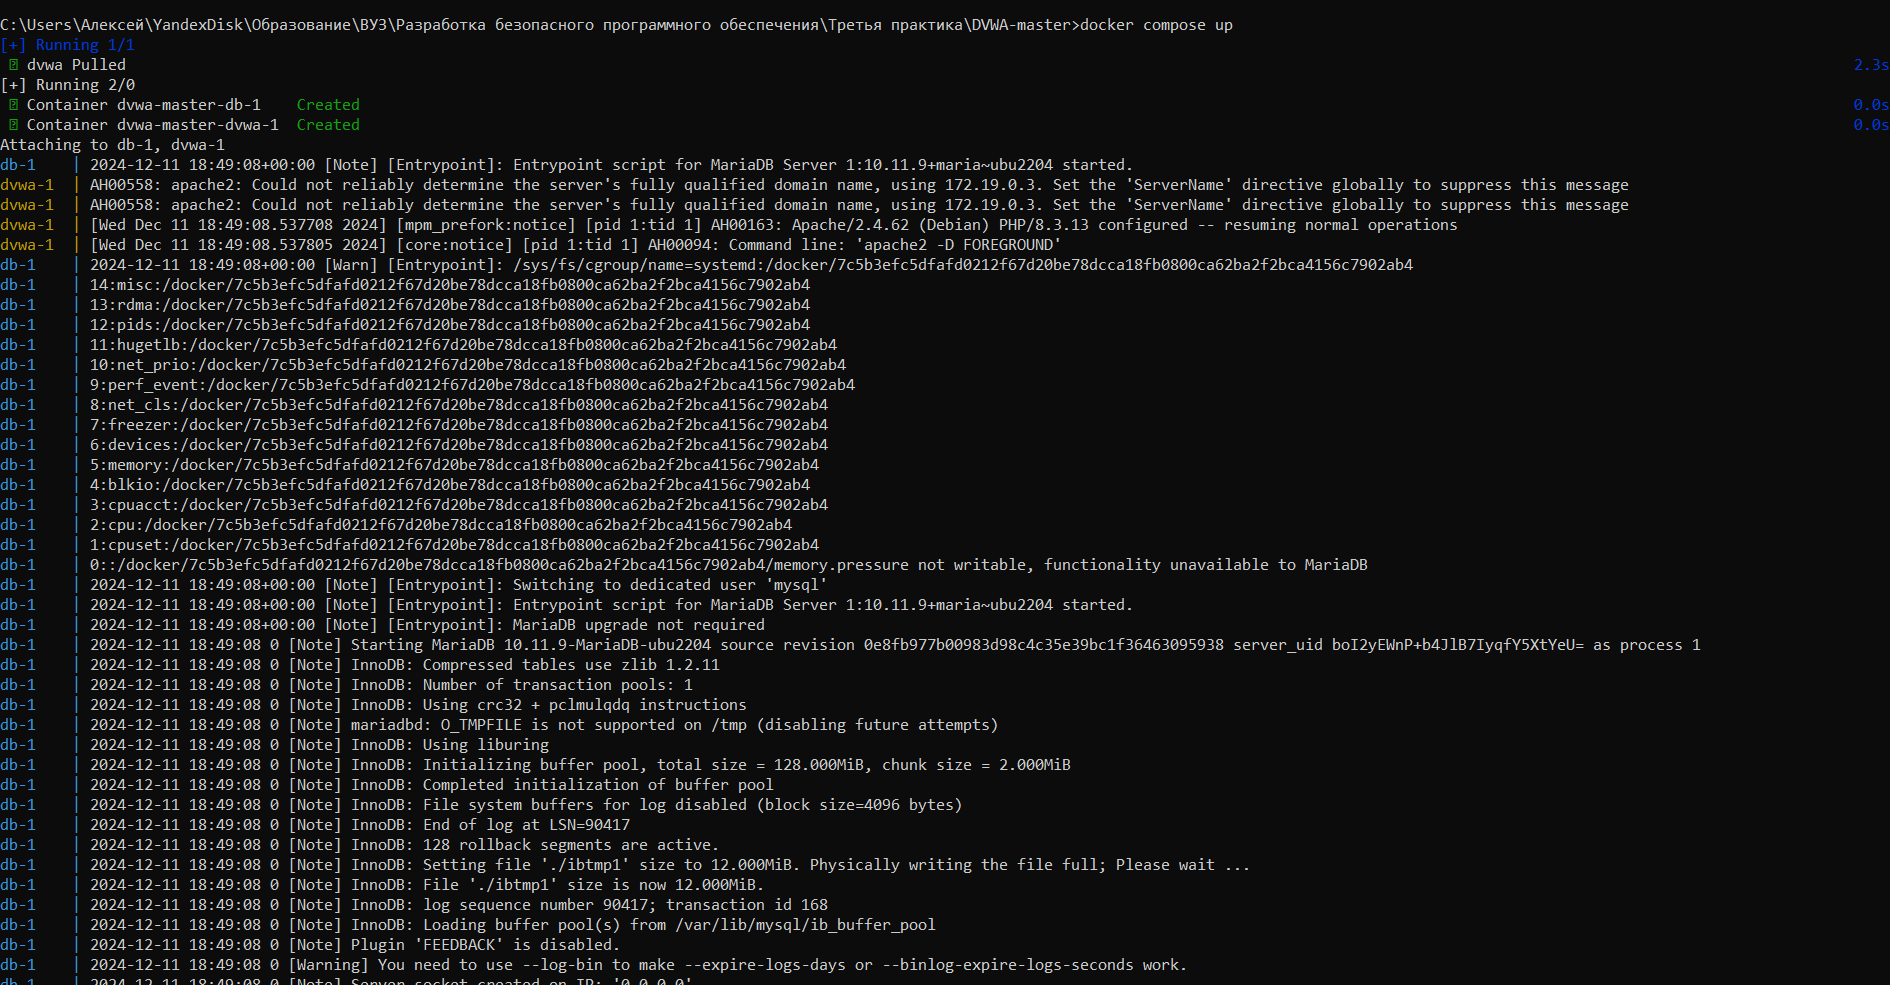 C:\Users\Алексей\YandexDisk\Образование\ВУЗ\Разработка безопасного программного обеспечения\Третья практика\DVWA-master>docker compose up
[+] Running 1/1
dvwa Pulled 2.3s
[+] Running 2/0
Container dvwa-master-db-1 Created 0.0s
Container dvwa-master-dvwa-1 Created 0.0s
Attaching to db-1, dvwa-1
db-1 | 2024-12-11 18:49:08+00:00 [Note] [Entrypoint]: Entrypoint script for MariaDB Server 1:10.11.9+maria~ubu2204 started.
dvwa-1 | AH00558: apache2: Could not reliably determine the server's fully qualified domain name, using 172.19.0.3. Set the 'ServerName' directive globally to suppress this message
dvwa-1 | AH00558: apache2: Could not reliably determine the server's fully qualified domain name, using 172.19.0.3. Set the 'ServerName' directive globally to suppress this message
dvwa-1 | [Wed Dec 11 18:49:08.537708 2024] [mpm_prefork:notice] [pid 1:tid 1] AH00163: Apache/2.4.62 (Debian) PHP/8.3.13 configured -- resuming normal operations
dvwa-1 | [Wed Dec 11 18:49:08.537805 2024] [core:notice] [pid 1:tid 1] AH00094: Command line: 'apache2 -D FOREGROUND'
db-1 | 2024-12-11 18:49:08+00:00 [Warn] [Entrypoint]: /sys/fs/cgroup/name=systemd:/docker/7c5b3efc5dfafd0212f67d20be78dcca18fb0800ca62ba2f2bca4156c7902ab4
db-1 | 14:misc:/docker/7c5b3efc5dfafd0212f67d20be78dcca18fb0800ca62ba2f2bca4156c7902ab4
db-1 | 13:rdma:/docker/7c5b3efc5dfafd0212f67d20be78dcca18fb0800ca62ba2f2bca4156c7902ab4
db-1 | 12:pids:/docker/7c5b3efc5dfafd0212f67d20be78dcca18fb0800ca62ba2f2bca4156c7902ab4
db-1 | 11:hugetlb:/docker/7c5b3efc5dfafd0212f67d20be78dcca18fb0800ca62ba2f2bca4156c7902ab4
db-1 | 10:net_prio:/docker/7c5b3efc5dfafd0212f67d20be78dcca18fb0800ca62ba2f2bca4156c7902ab4
db-1 | 9:perf_event:/docker/7c5b3efc5dfafd0212f67d20be78dcca18fb0800ca62ba2f2bca4156c7902ab4
db-1 | 8:net_cls:/docker/7c5b3efc5dfafd0212f67d20be78dcca18fb0800ca62ba2f2bca4156c7902ab4
db-1 | 7:freezer:/docker/7c5b3efc5dfafd0212f67d20be78dcca18fb0800ca62ba2f2bca4156c7902ab4
db-1 | 6:devices:/docker/7c5b3efc5dfafd0212f67d20be78dcca18fb0800ca62ba2f2bca4156c7902ab4
db-1 | 5:memory:/docker/7c5b3efc5dfafd0212f67d20be78dcca18fb0800ca62ba2f2bca4156c7902ab4
db-1 | 4:blkio:/docker/7c5b3efc5dfafd0212f67d20be78dcca18fb0800ca62ba2f2bca4156c7902ab4
db-1 | 3:cpuacct:/docker/7c5b3efc5dfafd0212f67d20be78dcca18fb0800ca62ba2f2bca4156c7902ab4
db-1 | 2:cpu:/docker/7c5b3efc5dfafd0212f67d20be78dcca18fb0800ca62ba2f2bca4156c7902ab4
db-1 | 1:cpuset:/docker/7c5b3efc5dfafd0212f67d20be78dcca18fb0800ca62ba2f2bca4156c7902ab4
db-1 | 0::/docker/7c5b3efc5dfafd0212f67d20be78dcca18fb0800ca62ba2f2bca4156c7902ab4/memory.pressure not writable, functionality unavailable to MariaDB
db-1 | 2024-12-11 18:49:08+00:00 [Note] [Entrypoint]: Switching to dedicated user 'mysql'
db-1 | 2024-12-11 18:49:08+00:00 [Note] [Entrypoint]: Entrypoint script for MariaDB Server 1:10.11.9+maria~ubu2204 started.
db-1 | 2024-12-11 18:49:08+00:00 [Note] [Entrypoint]: MariaDB upgrade not required
db-1 | 2024-12-11 18:49:08 0 [Note] Starting MariaDB 10.11.9-MariaDB-ubu2204 source revision 0e8fb977b00983d98c4c35e39bc1f36463095938 server_uid boI2yEWnP+b4JlB7IyqfY5XtYeU= as process 1
db-1 | 2024-12-11 18:49:08 0 [Note] InnoDB: Compressed tables use zlib 1.2.11
db-1 | 2024-12-11 18:49:08 0 [Note] InnoDB: Number of transaction pools: 1
db-1 | 2024-12-11 18:49:08 0 [Note] InnoDB: Using crc32 + pclmulqdq instructions
db-1 | 2024-12-11 18:49:08 0 [Note] mariadbd: O_TMPFILE is not supported on /tmp (disabling future attempts)
db-1 | 2024-12-11 18:49:08 0 [Note] InnoDB: Using liburing
db-1 | 2024-12-11 18:49:08 0 [Note] InnoDB: Initializing buffer pool, total size = 128.000MiB, chunk size = 2.000MiB
db-1 | 2024-12-11 18:49:08 0 [Note] InnoDB: Completed initialization of buffer pool
db-1 | 2024-12-11 18:49:08 0 [Note] InnoDB: File system buffers for log disabled (block size=4096 bytes)
db-1 | 2024-12-11 18:49:08 0 [Note] InnoDB: End of log at LSN=90417
db-1 | 2024-12-11 18:49:08 0 [Note] InnoDB: 128 rollback segments are active.
db-1 | 2024-12-11 18:49:08 0 [Note] InnoDB: Setting file './ibtmp1' size to 12.000MiB. Physically writing the file full; Please wait ...
db-1 | 2024-12-11 18:49:08 0 [Note] InnoDB: File './ibtmp1' size is now 12.000MiB.
db-1 | 2024-12-11 18:49:08 0 [Note] InnoDB: log sequence number 90417; transaction id 168
db-1 | 2024-12-11 18:49:08 0 [Note] InnoDB: Loading buffer pool(s) from /var/lib/mysql/ib_buffer_pool
db-1 | 2024-12-11 18:49:08 0 [Note] Plugin 'FEEDBACK' is disabled.
db-1 | 2024-12-11 18:49:08 0 [Warning] You need to use --log-bin to make --expire-logs-days or --binlog-expire-logs-seconds work.
db-1 | 2024-12-11 18:49:08 0 [Note] Server socket created on IP: '0.0.0.0'